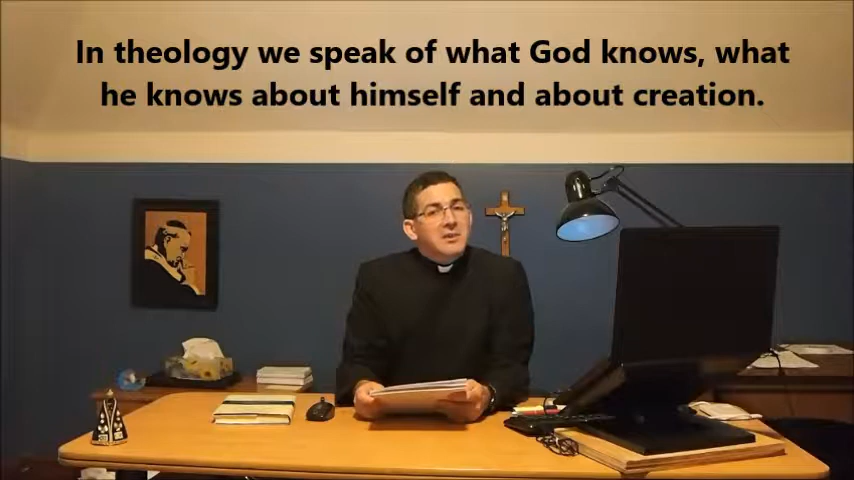 In theology we speak of what God knows, what
he knows about himself and about creation.